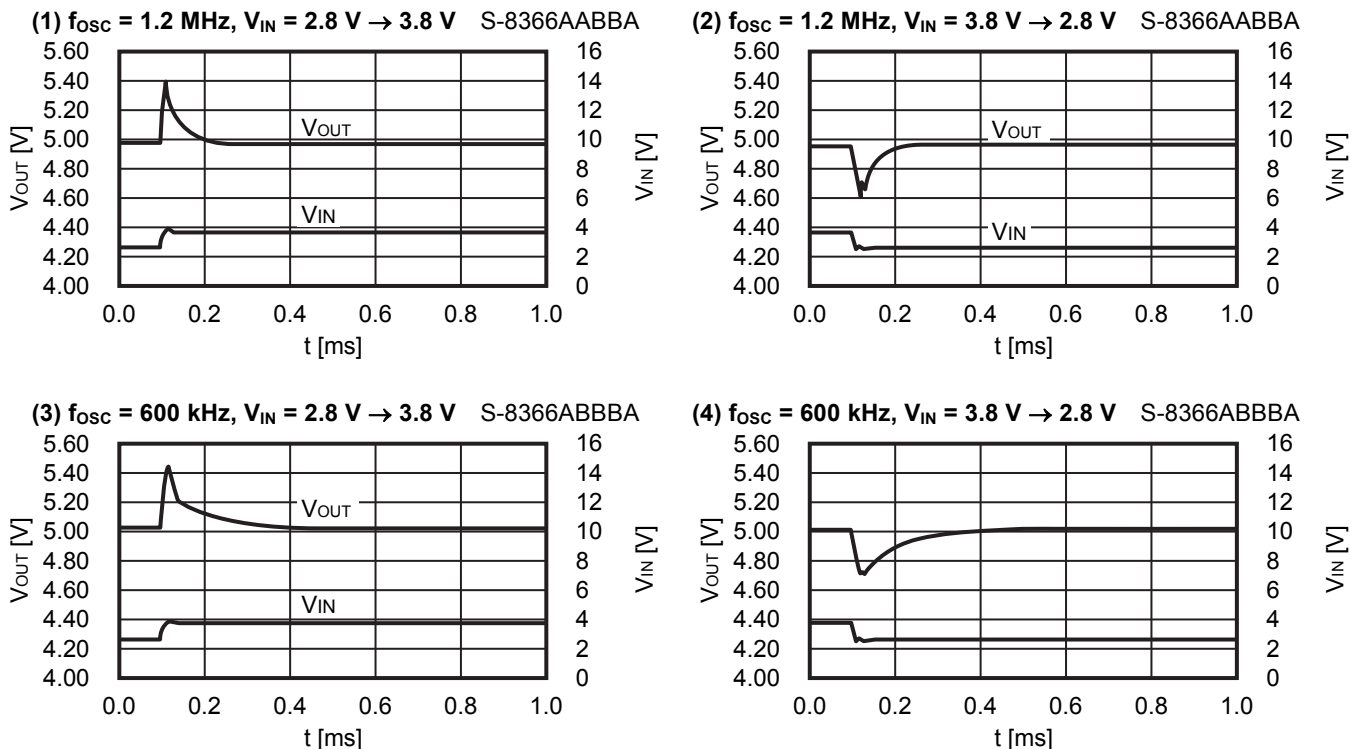 (1) fOSC = 1.2 MHz, VIN = 2.8 V → 3.8 V S-8366AABBA
5.60
5.40
5.20
5.00
4.80
4.60
4.40
4.20
4.00
VOUT [V]
VOUT
VIN
16
14
12
10
8
6
4
2
0
VIN [V]
0.0 0.2 0.4 0.6 0.8 1.0
t [ms]
(2) fOSC = 1.2 MHz, VIN = 3.8 V → 2.8 V S-8366AABBA
5.60
5.40
5.20
5.00
4.80
4.60
4.40
4.20
4.00
VOUT [V]
VOUT
VIN
16
14
12
10
8
6
4
2
0
VIN [V]
0.0 0.2 0.4 0.6 0.8 1.0
t [ms]
(3) fOSC = 600 kHz, VIN = 2.8 V → 3.8 V S-8366ABBBA
5.60
5.40
5.20
5.00
4.80
4.60
4.40
4.20
4.00
VOUT [V]
VOUT
VIN
16
14
12
10
8
6
4
2
0
VIN [V]
0.0 0.2 0.4 0.6 0.8 1.0
t [ms]
(4) fOSC = 600 kHz, VIN = 3.8 V → 2.8 V S-8366ABBBA
5.60
5.40
5.20
5.00
4.80
4.60
4.40
4.20
4.00
VOUT [V]
16
14
12
10
8
6
4
2
0
VIN [V]
0.0 0.2 0.4 0.6 0.8 1.0
t [ms]